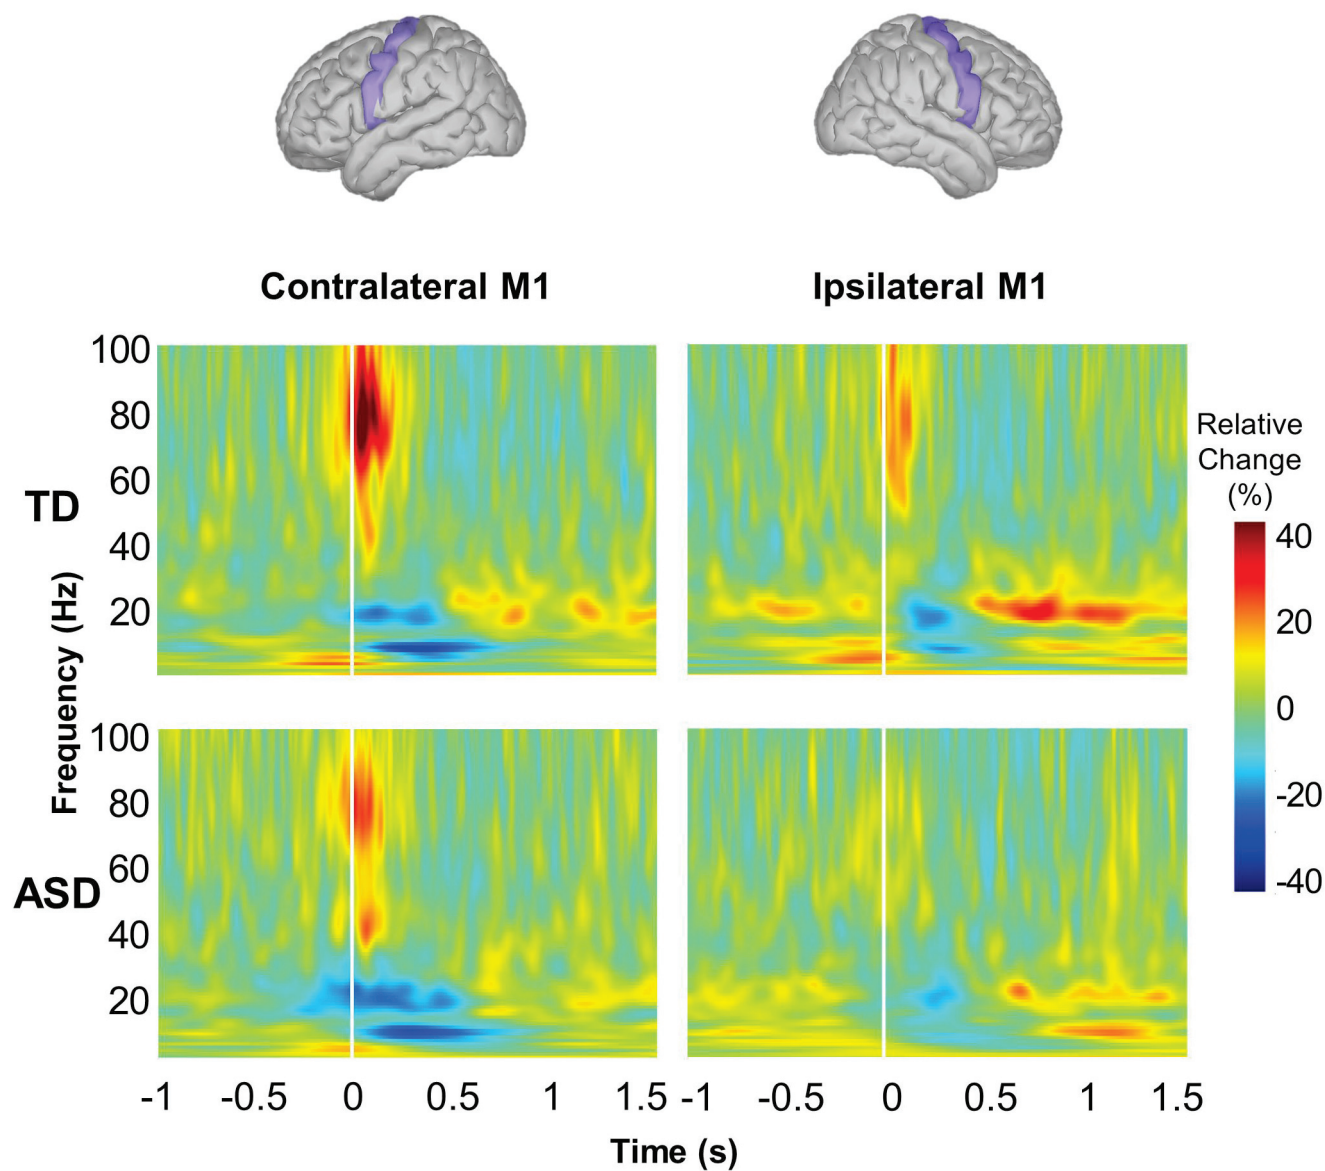 Contralateral M1
Ipsilateral M1
TD
ASD
Frequency (Hz)
100
80
60
40
20
100
80
60
40
20
-1 -0.5 0 0.5 1 1.5
-1 -0.5 0 0.5 1 1.5
Time (s)
Relative
Change
(%)
40
20
0
-20
-40